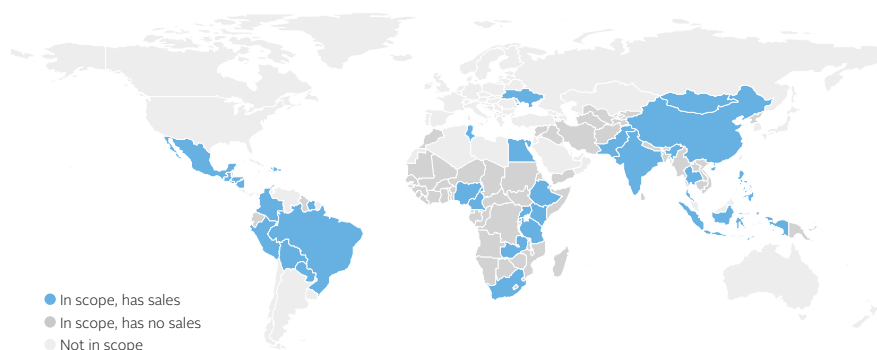 In scope, has sales
In scope, has no sales
Not in scope